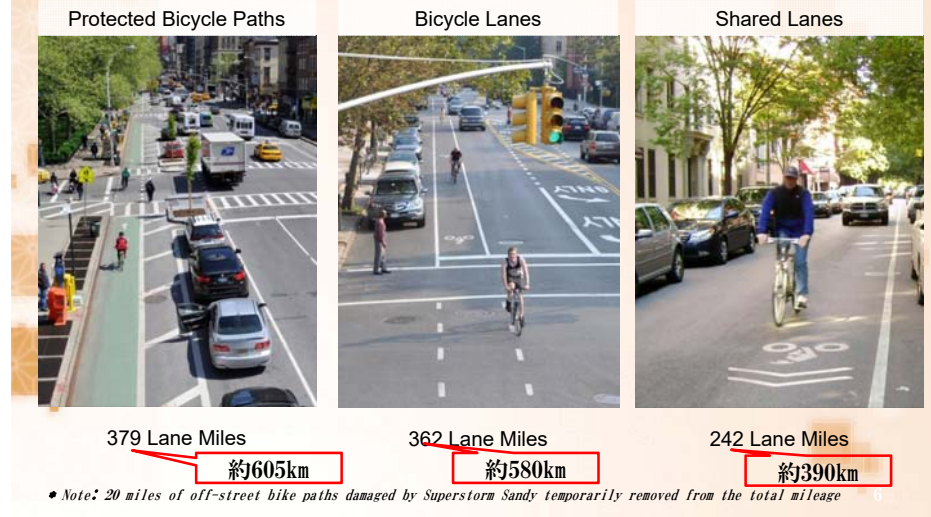 Protected Bicycle Paths
Bicycle Lanes
Shared Lanes
ONLY
379 Lane Miles
362 Lane Miles
242 Lane Miles
約605km
約580km
約390km
* Note: 20 miles of off-street bike paths damaged by Superstorm Sandy temporarily removed from the total mileage
6